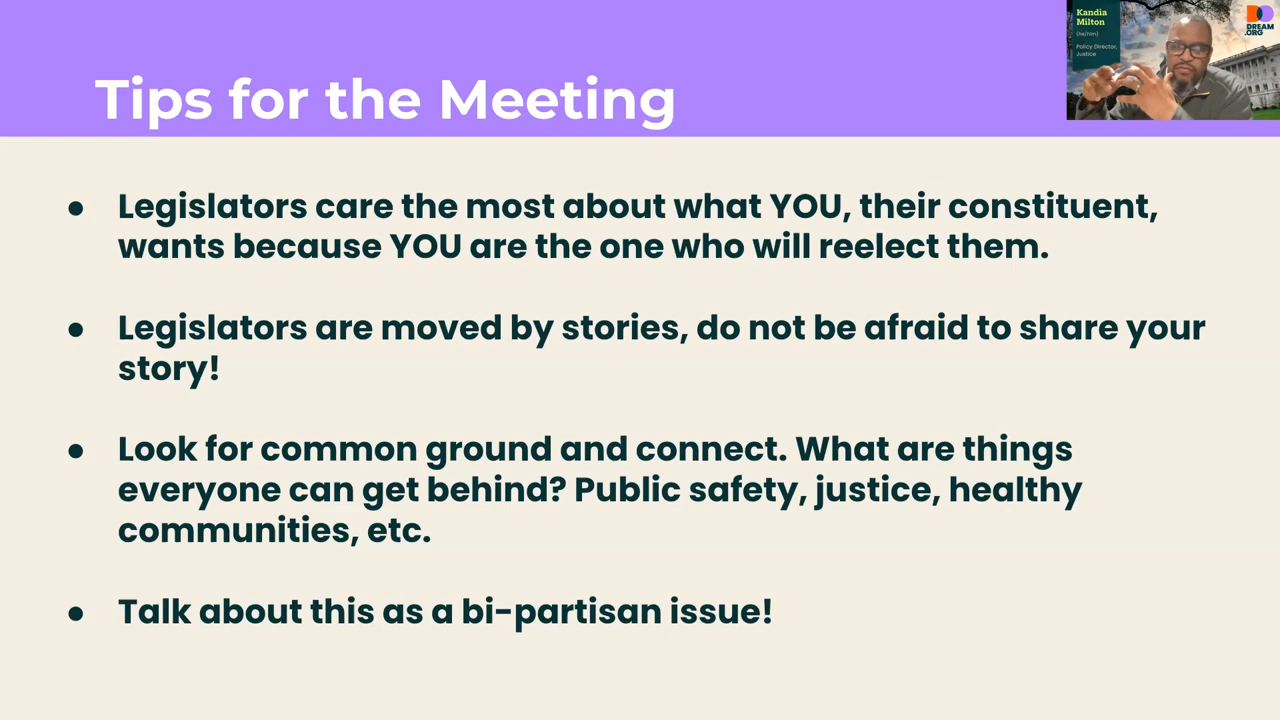 Tips for the Meeting
Kandia
Milton
(he/him)
Policy Director,
Justice
DREAM
.ORG
● Legislators care the most about what YOU, their constituent,
wants because YOU are the one who will reelect them.
● Legislators are moved by stories, do not be afraid to share your
story!
● Look for common ground and connect. What are things
everyone can get behind? Public safety, justice, healthy
communities, etc.
● Talk about this as a bi-partisan issue!